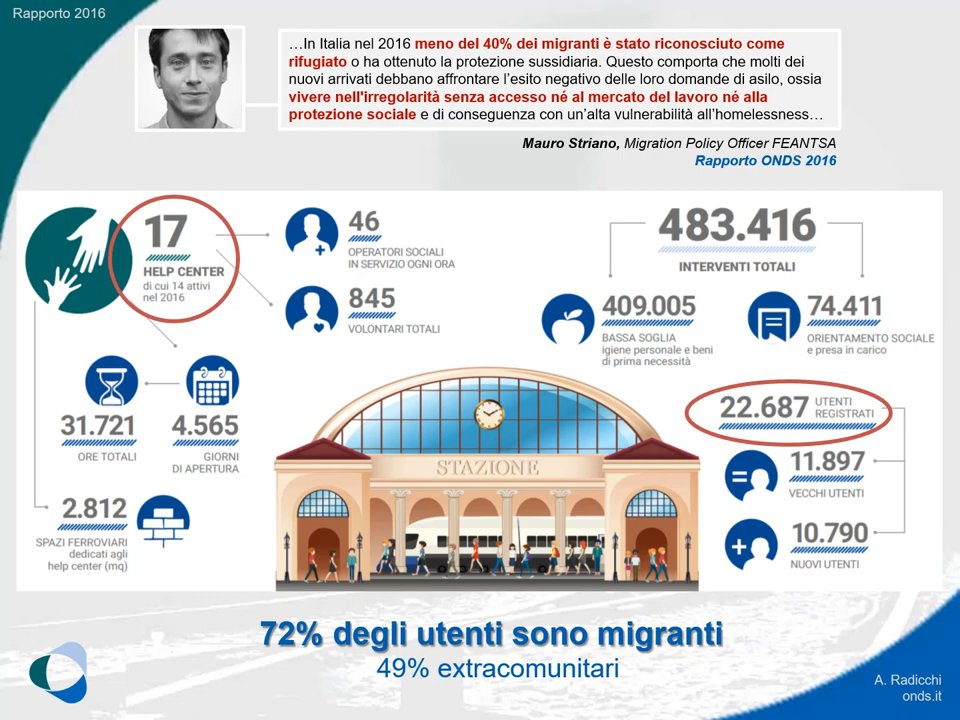 Rapporto 2016
…In Italia nel 2016 meno del 40% dei migranti è stato riconosciuto come
rifugiato o ha ottenuto la protezione sussidiaria. Questo comporta che molti dei
nuovi arrivati debbano affrontare l'esito negativo delle loro domande di asilo, ossia
vivere nell'irregolarità senza accesso né al mercato del lavoro né alla
protezione sociale e di conseguenza con un'alta vulnerabilità all'homelessness…
Mauro Striano, Migration Policy Officer FEANTSA
Rapporto ONDS 2016
17
HELP CENTER
di cui 14 attivi
nel 2016
46
OPERATORI SOCIALI
IN SERVIZIO OGNI ORA
845
VOLONTARI TOTALI
483.416
INTERVENTI TOTALI
409.005
BASSA SOGLIA
igiene personale e beni
di prima necessità
74.411
ORIENTAMENTO SOCIALE
e presa in carico
31.721
ORE TOTALI
4.565
GIORNI
DI APERTURA
2.812
SPAZI FERROVIARI
dedicati agli
help center (mq)
STAZIONE
22.687 UTENTI
REGISTRATI
11.897
VECCHI UTENTI
10.790
NUOVI UTENTI
72% degli utenti sono migranti
49% extracomunitari
A. Radicchi
onds.it